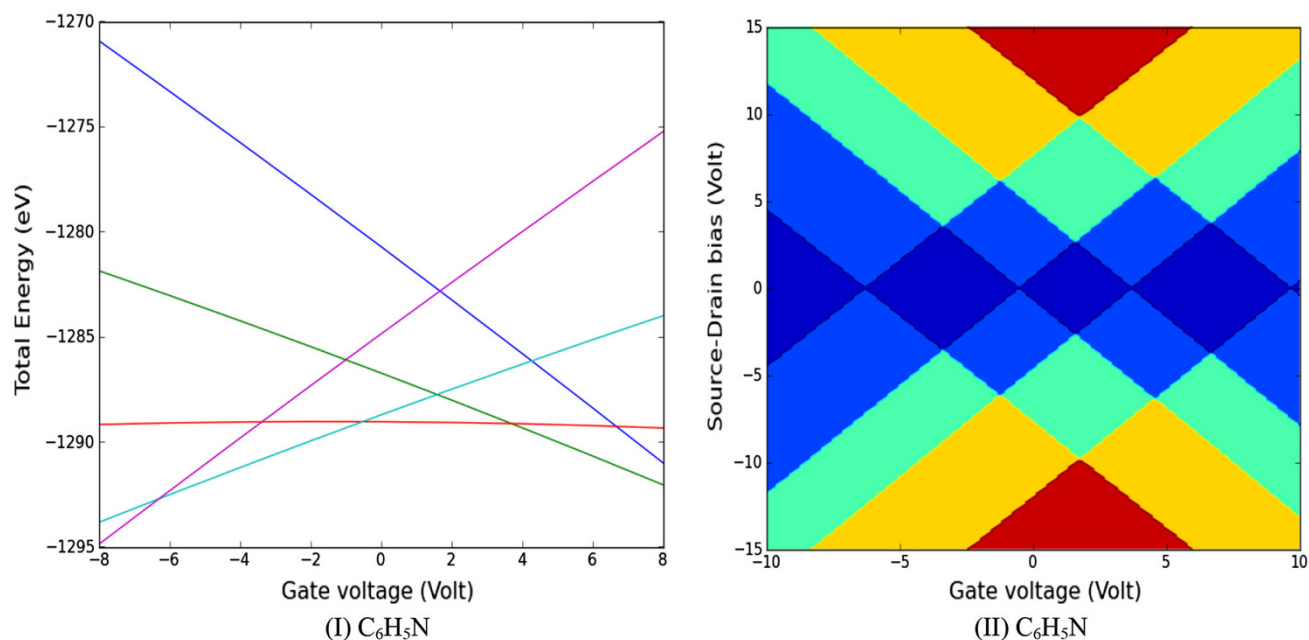 −1270
−1275
−1280
−1285
−1290
−1295
Total Energy (eV)
−8 −6 −4 −2 0 2 4 6 8
Gate voltage (Volt)
(I) C₆H₅N
15
10
5
0
−5
−10
−15
Source-Drain bias (Volt)
−10 −5 0 5 10
Gate voltage (Volt)
(II) C₆H₅N